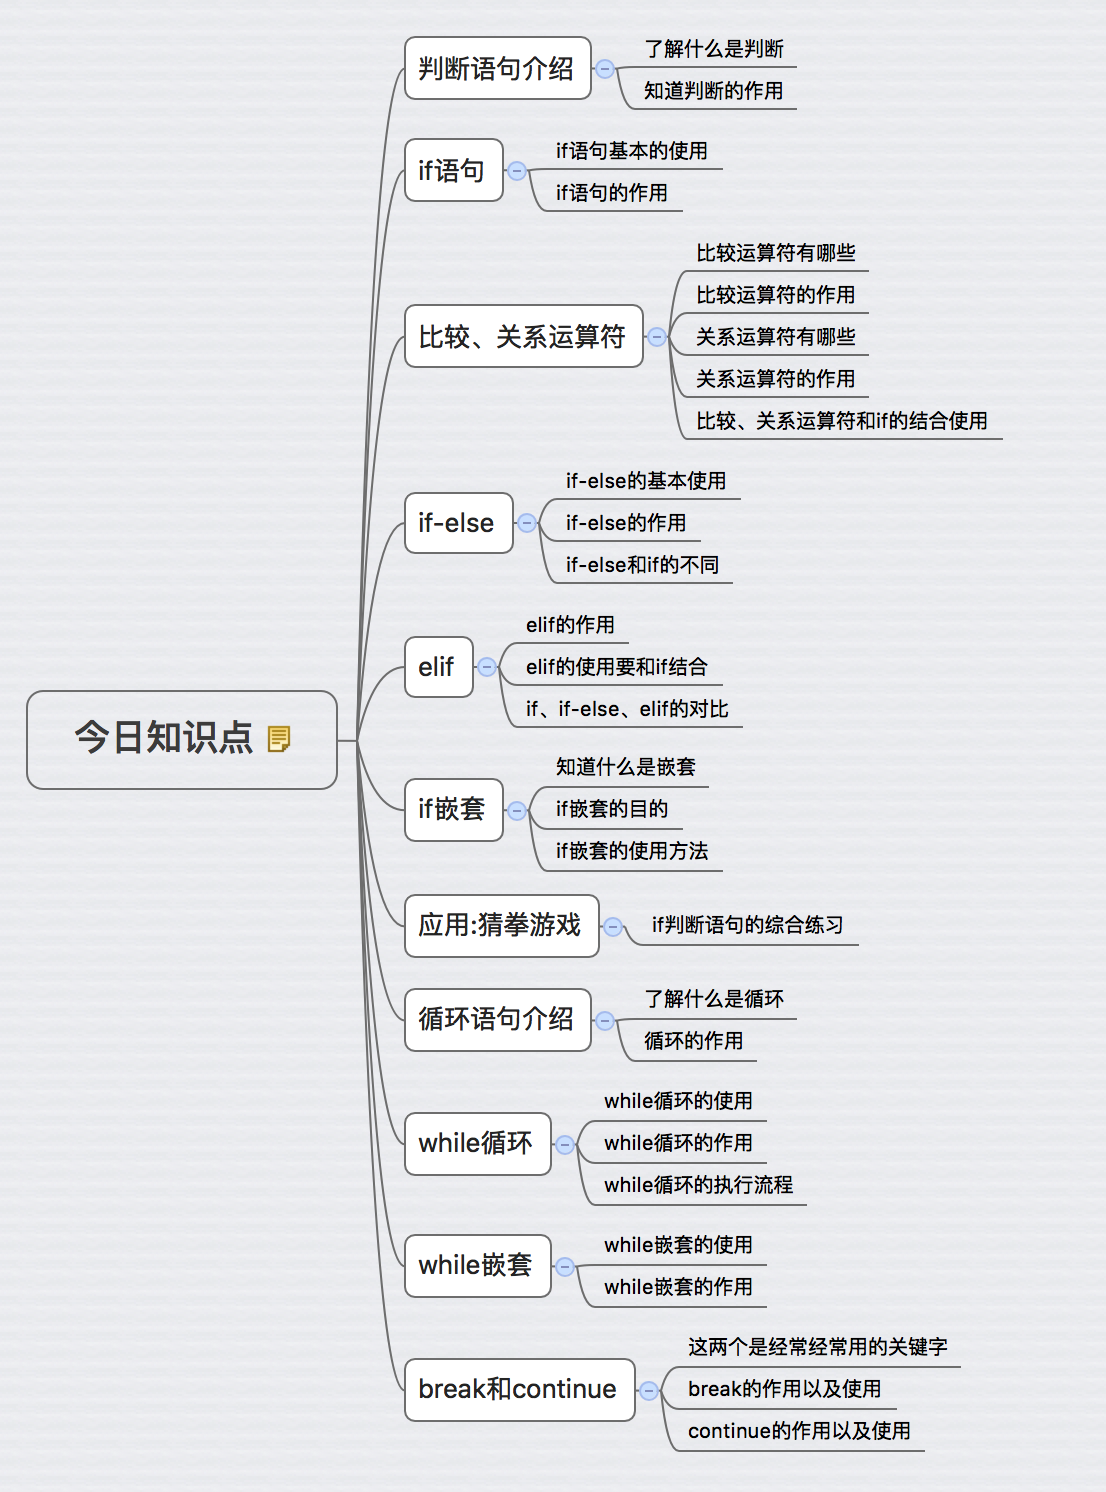 今日知识点
判断语句介绍
了解什么是判断
知道判断的作用
if语句
if语句基本的使用
if语句的作用
比较、关系运算符
比较运算符有哪些
比较运算符的作用
关系运算符有哪些
关系运算符的作用
比较、关系运算符和if的结合使用
if-else
if-else的基本使用
if-else的作用
if-else和if的不同
elif
elif的作用
elif的使用要和if结合
if、if-else、elif的对比
if嵌套
知道什么是嵌套
if嵌套的目的
if嵌套的使用方法
应用:猜拳游戏
if判断语句的综合练习
循环语句介绍
了解什么是循环
循环的作用
while循环
while循环的使用
while循环的作用
while循环的执行流程
while嵌套
while嵌套的使用
while嵌套的作用
break和continue
这两个是经常经常用的关键字
break的作用以及使用
continue的作用以及使用